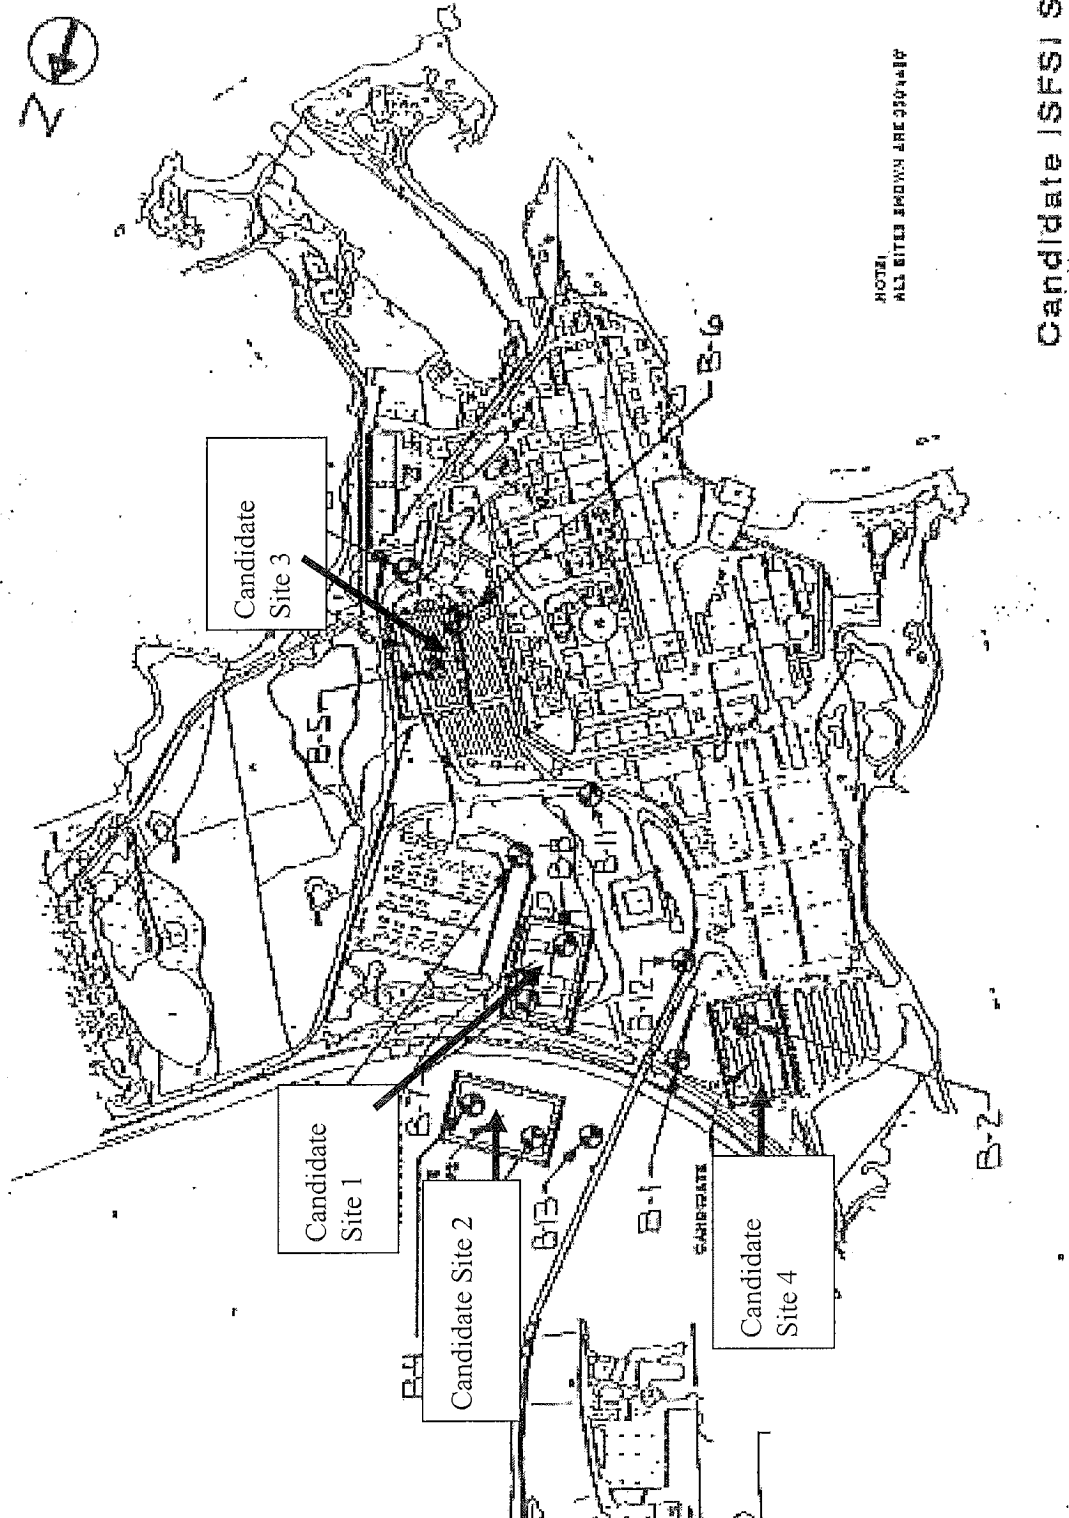 N
NOTE:
Candidate ISFSI S
B-6
Candidate
Site 3
B-5
B-11
B-12
Candidate
Site 1
B-7
B-13
B-1
CANDIDATE
B-2
Candidate Site 2
B-4
Candidate
Site 4